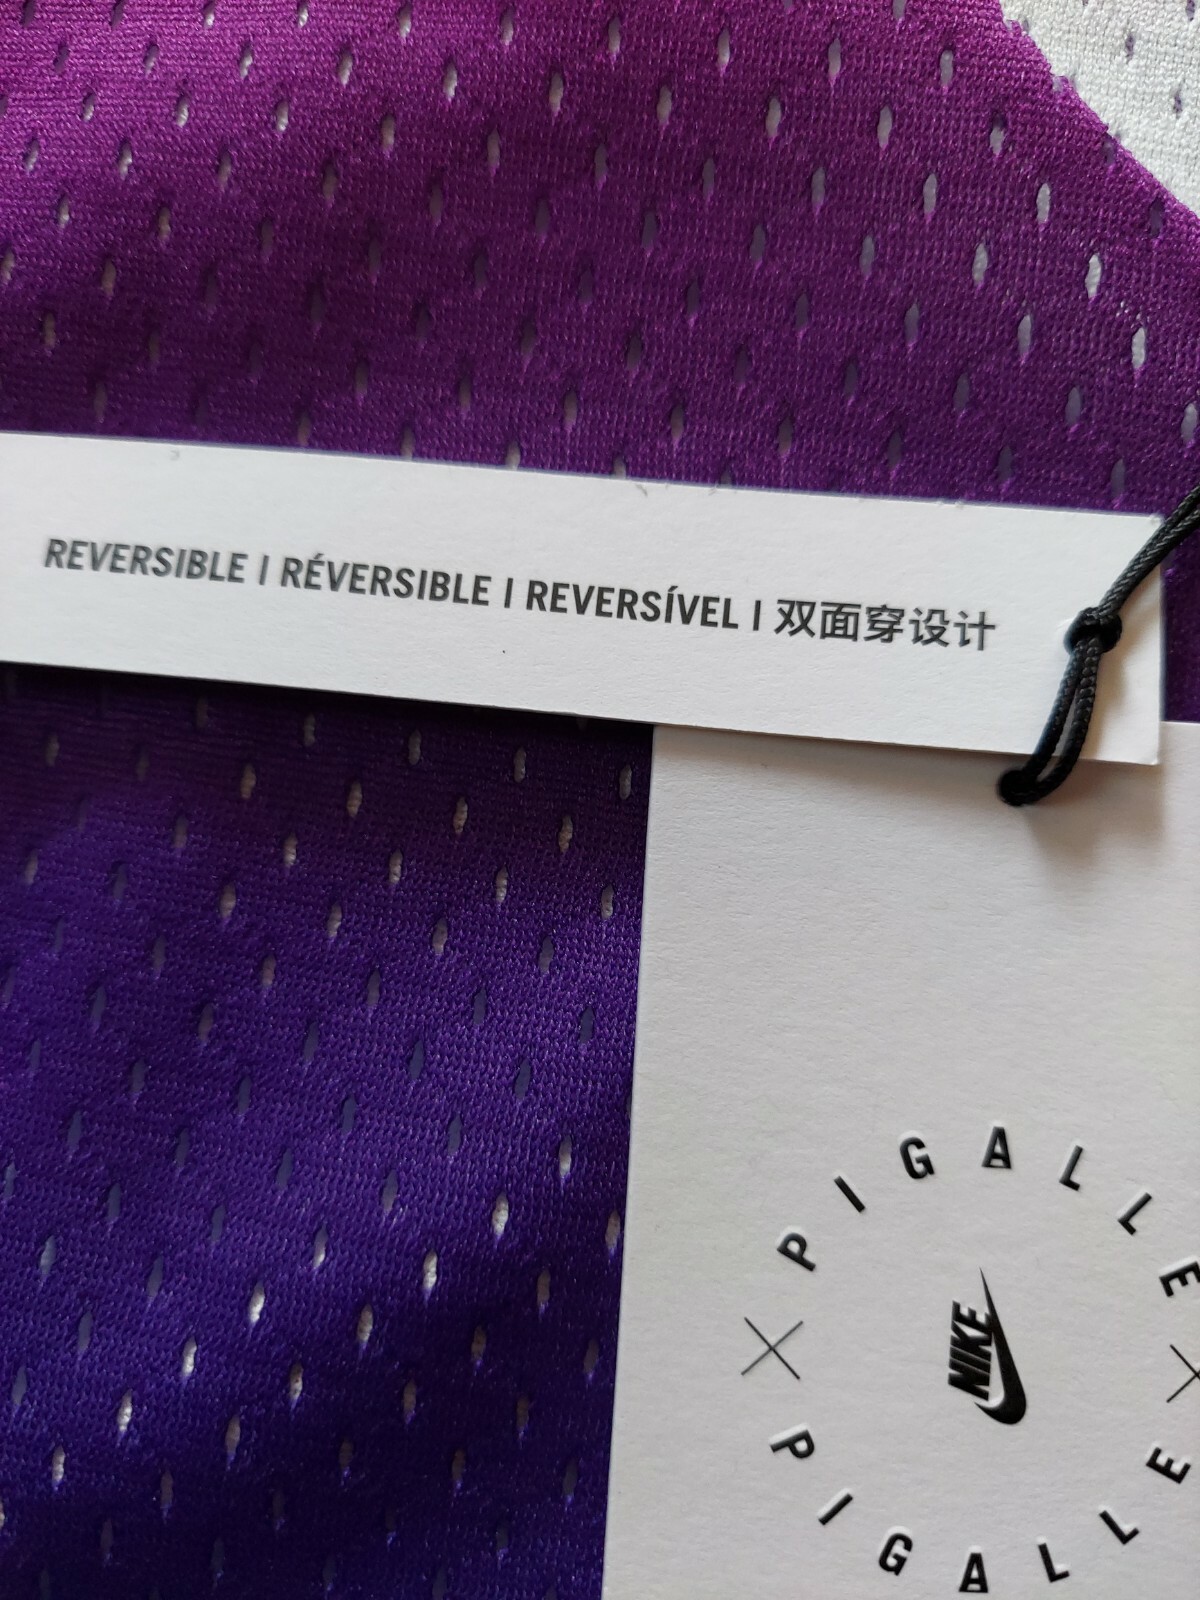 REVERSIBLE | RÉVERSIBLE | REVERSÍVEL | 双面穿设计
PIGALLE
NIKE
PIGALLE